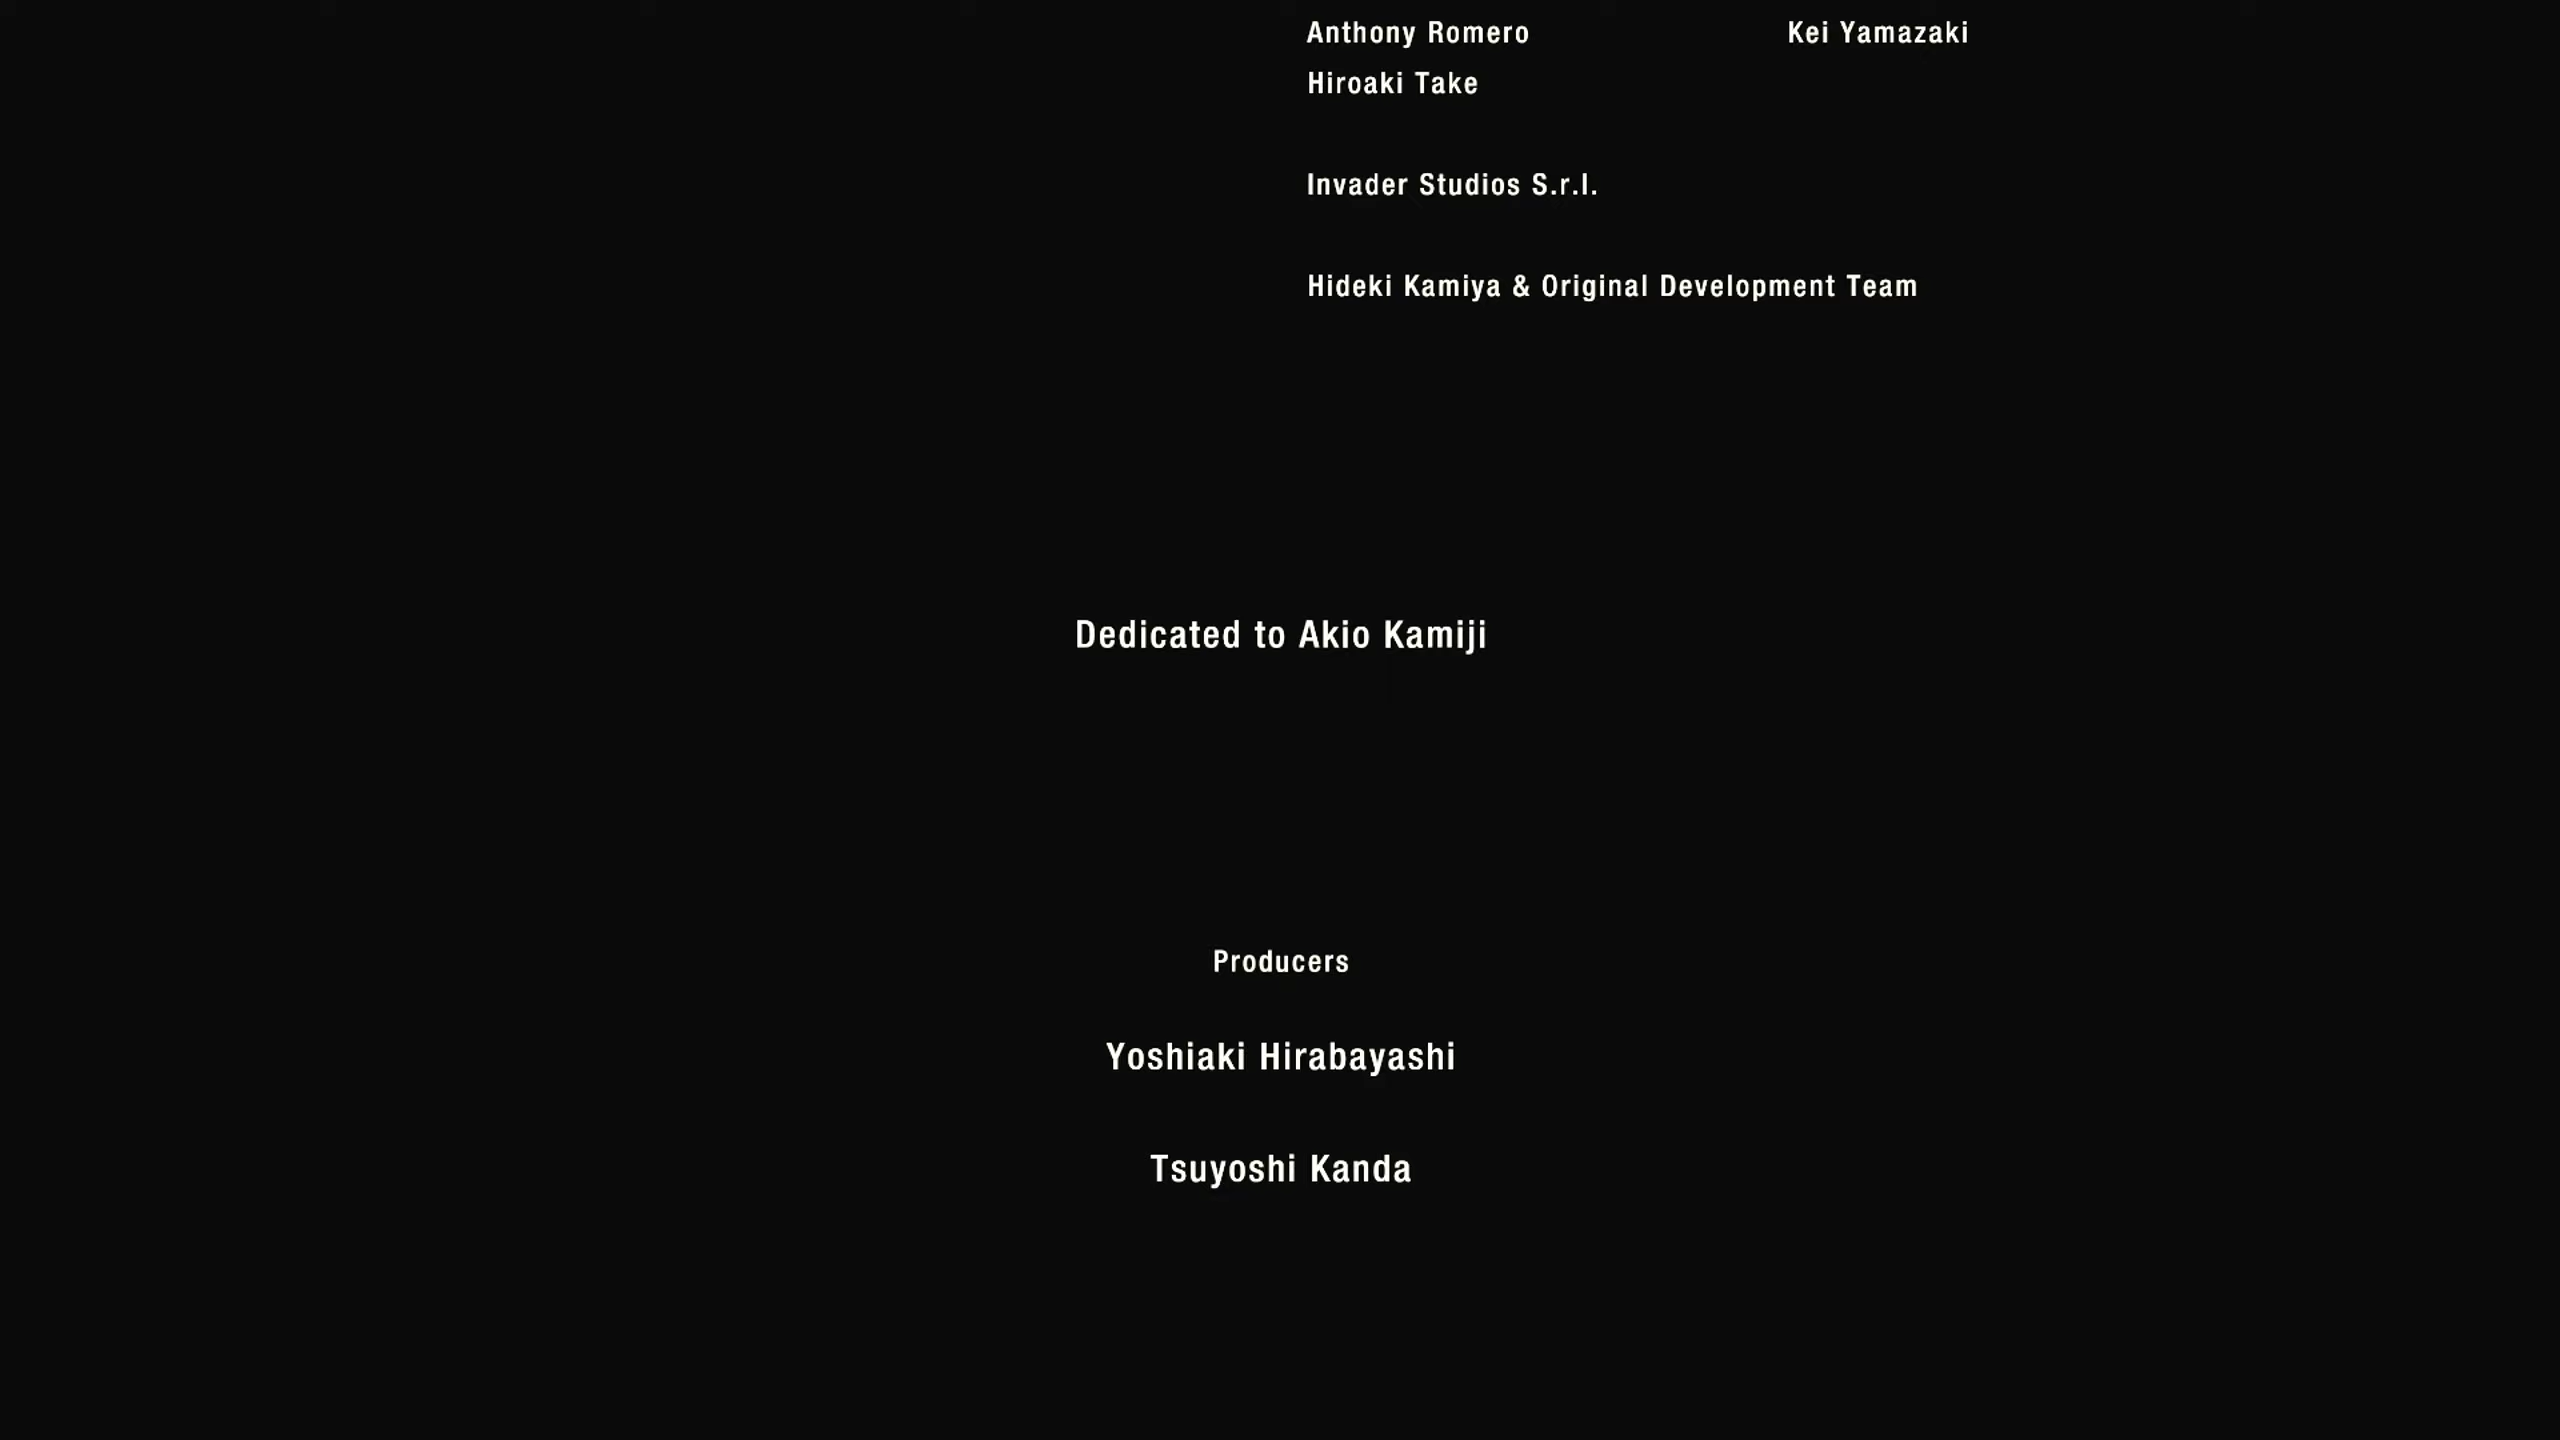 Anthony Romero Kei Yamazaki
Hiroaki Take
Invader Studios S.r.l.
Hideki Kamiya & Original Development Team
Dedicated to Akio Kamiji
Producers
Yoshiaki Hirabayashi
Tsuyoshi Kanda